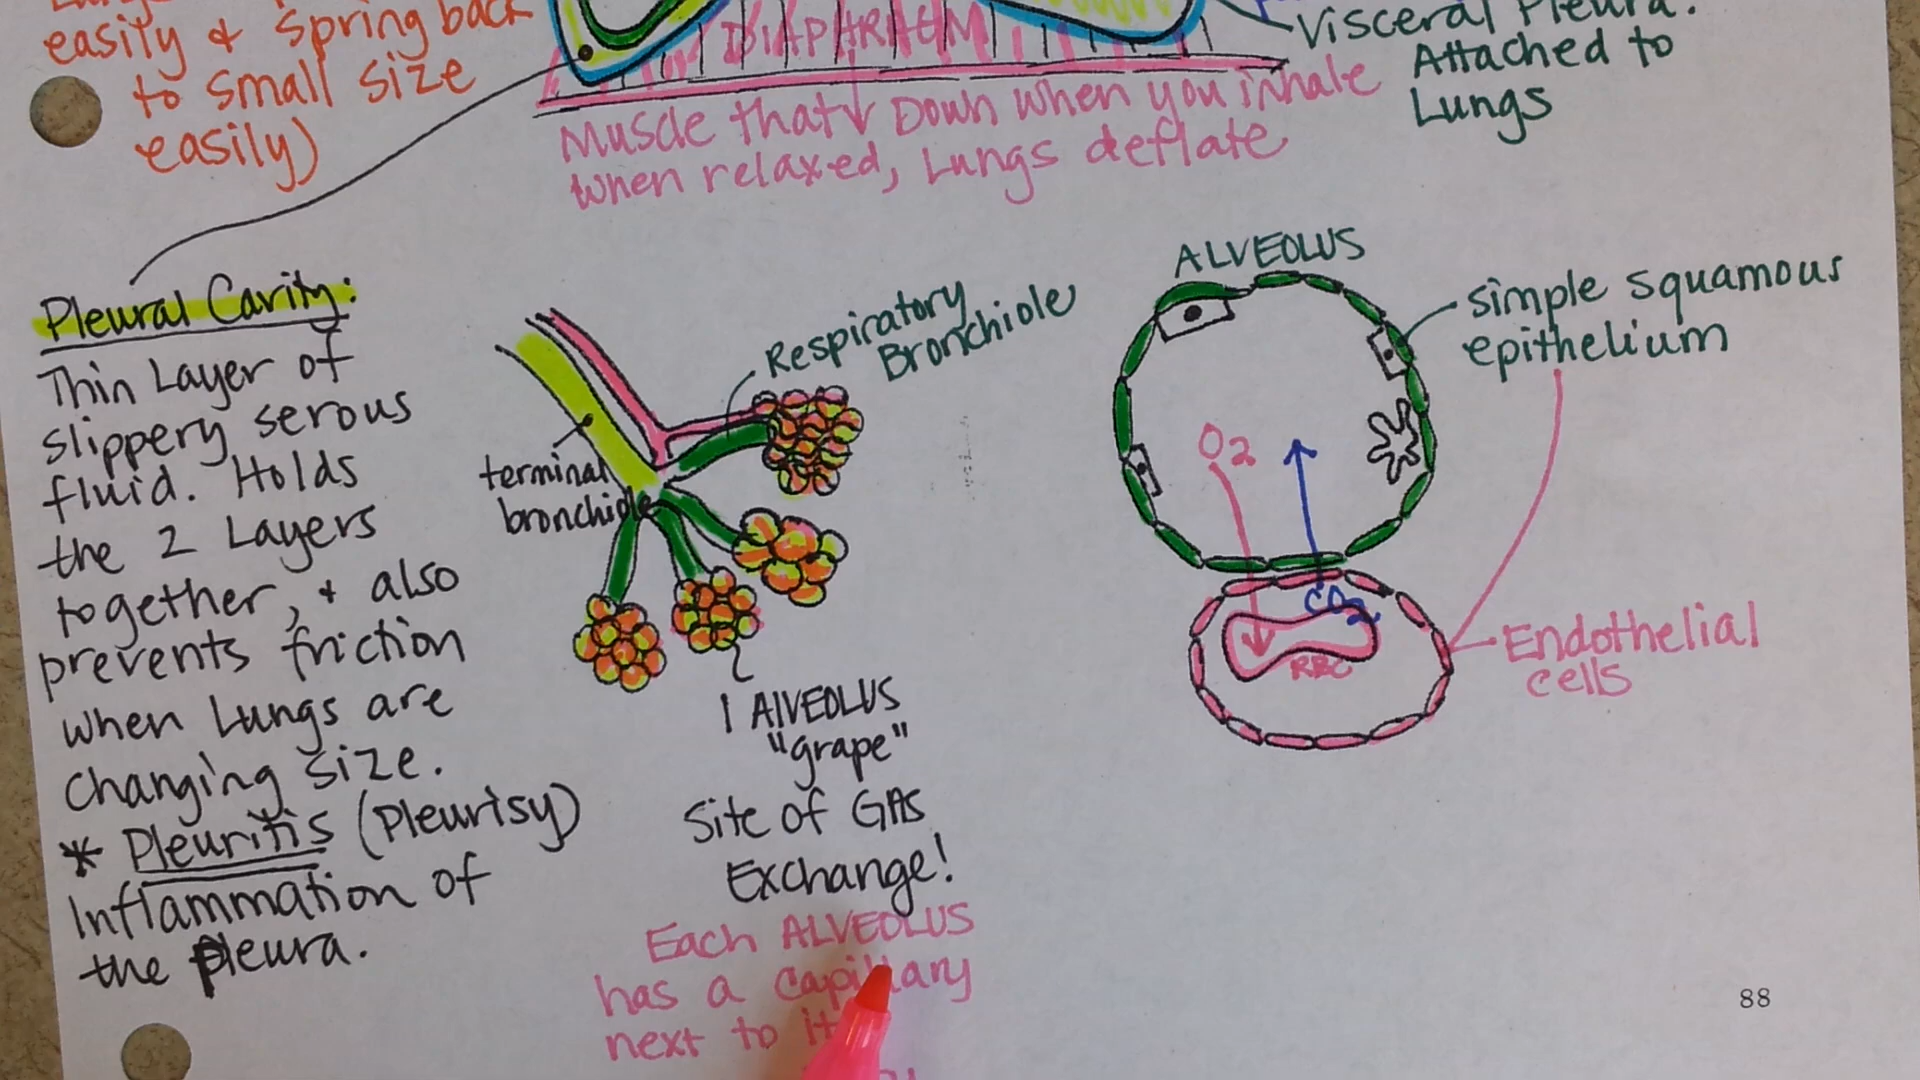 easily & spring back
to small size
easily)
DIAPHRAGM
Muscle that ↓ Down when you inhale
when relaxed, Lungs deflate
Visceral Pleura:
Attached to
Lungs
Pleural Cavity:
Thin Layer of
slippery serous
fluid. Holds
the 2 Layers
together, & also
prevents friction
when Lungs are
changing size.
* Pleuritis (Pleurisy)
Inflammation of
the Pleura.
Respiratory
Bronchiole
terminal
bronchiole
1 AlVEOLUS
"grape"
Site of GAS
Exchange!
Each ALVEOLUS
has a capillary
next to it
ALVEOLUS
simple squamous
epithelium
O2
CO2
RBC
Endothelial
cells
88